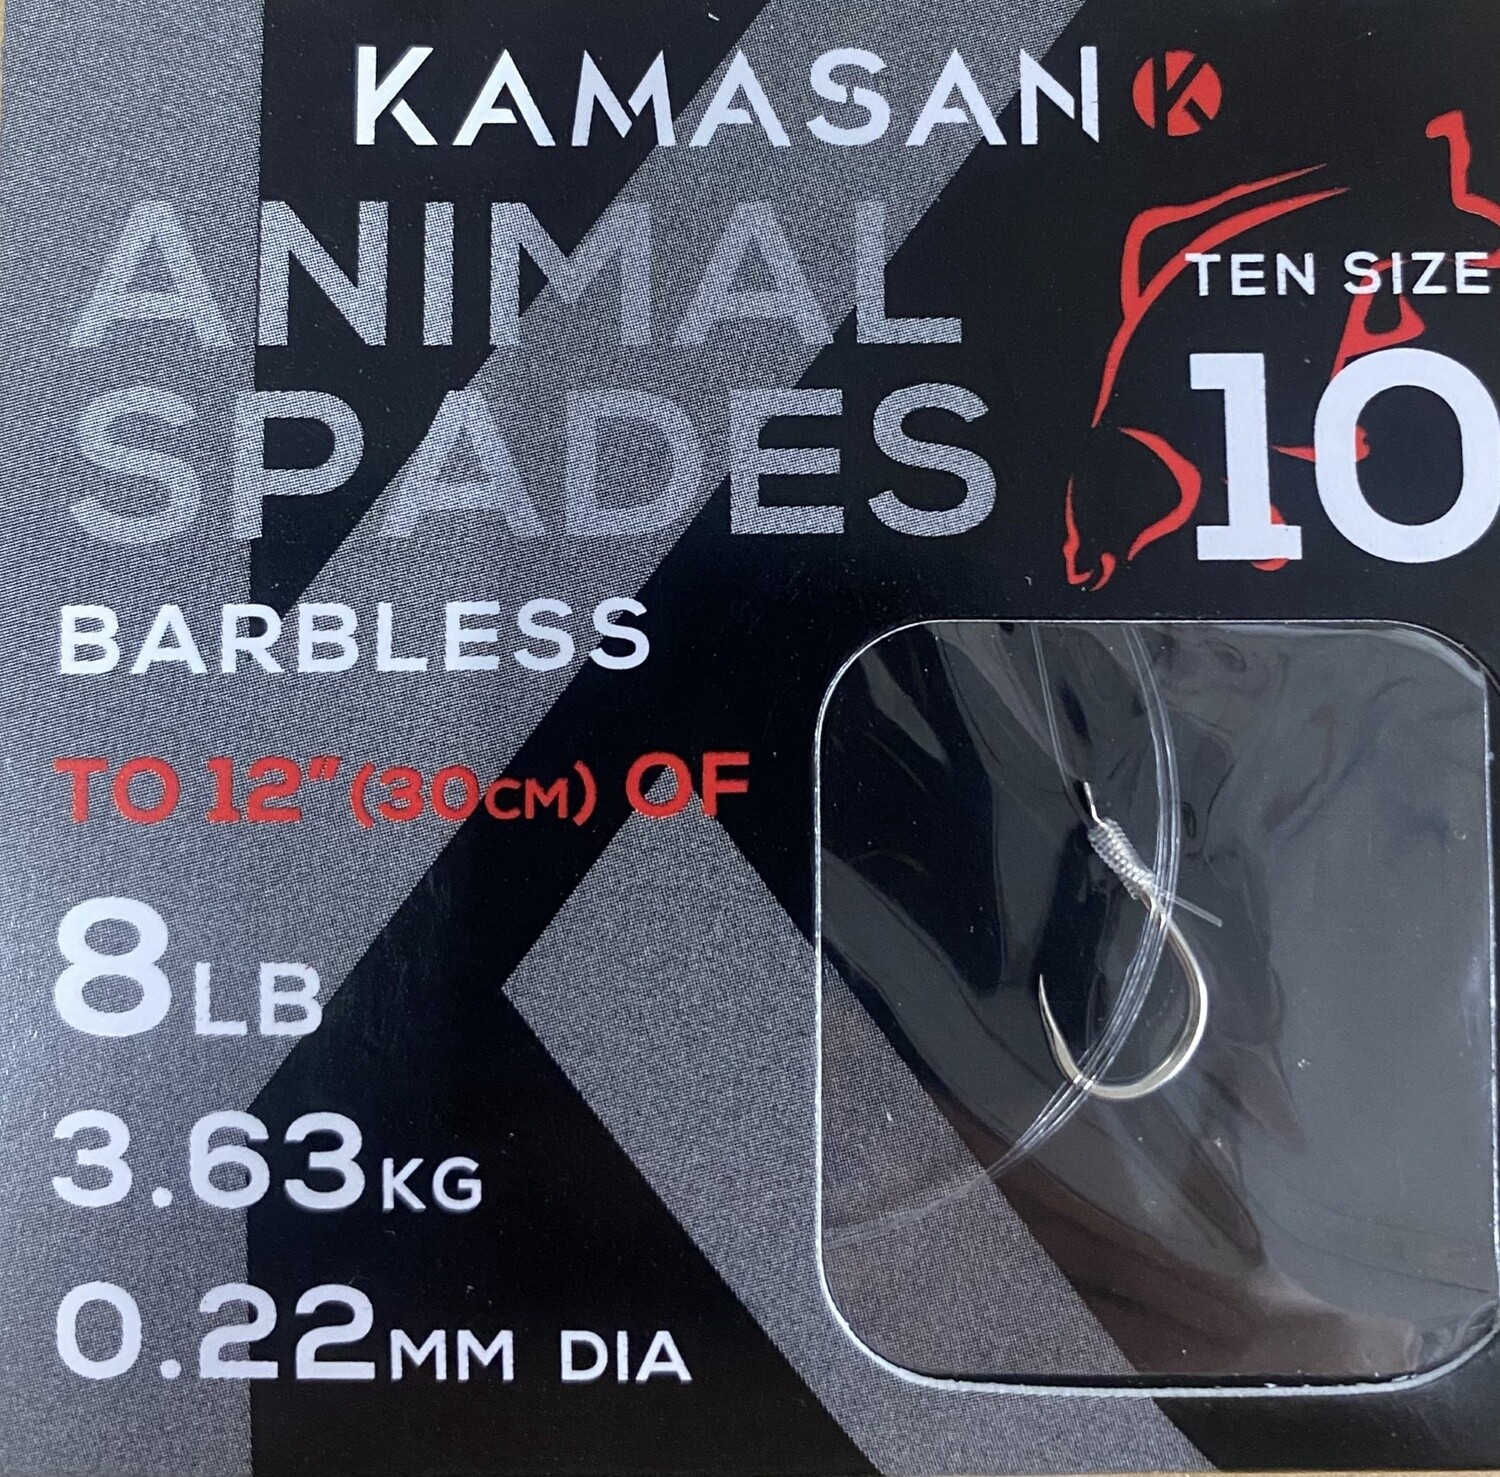 KAMASAN K
ANIMAL
SPADES
TEN SIZE
10
BARBLESS
TO 12" (30CM) OF
8LB
3.63KG
0.22MM DIA